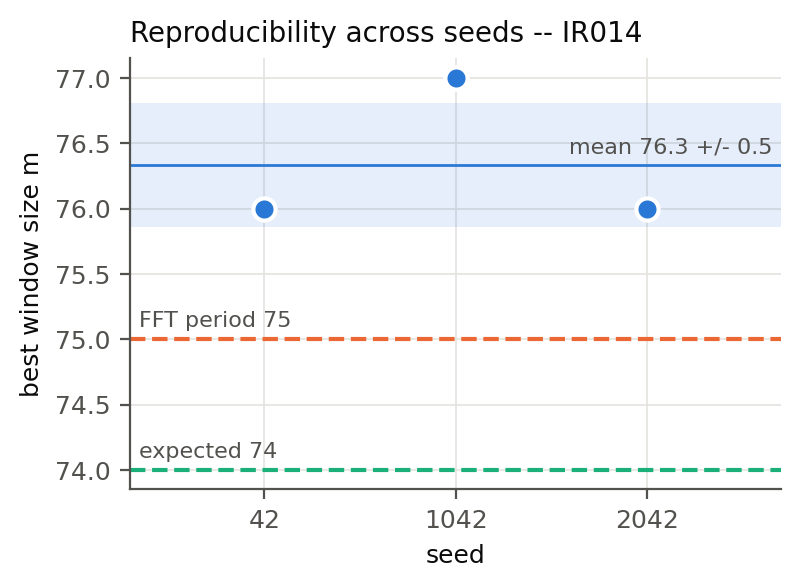 Reproducibility across seeds -- IR014
best window size m
77.0
76.5
76.0
75.5
75.0
74.5
74.0
mean 76.3 +/- 0.5
FFT period 75
expected 74
42 1042 2042
seed